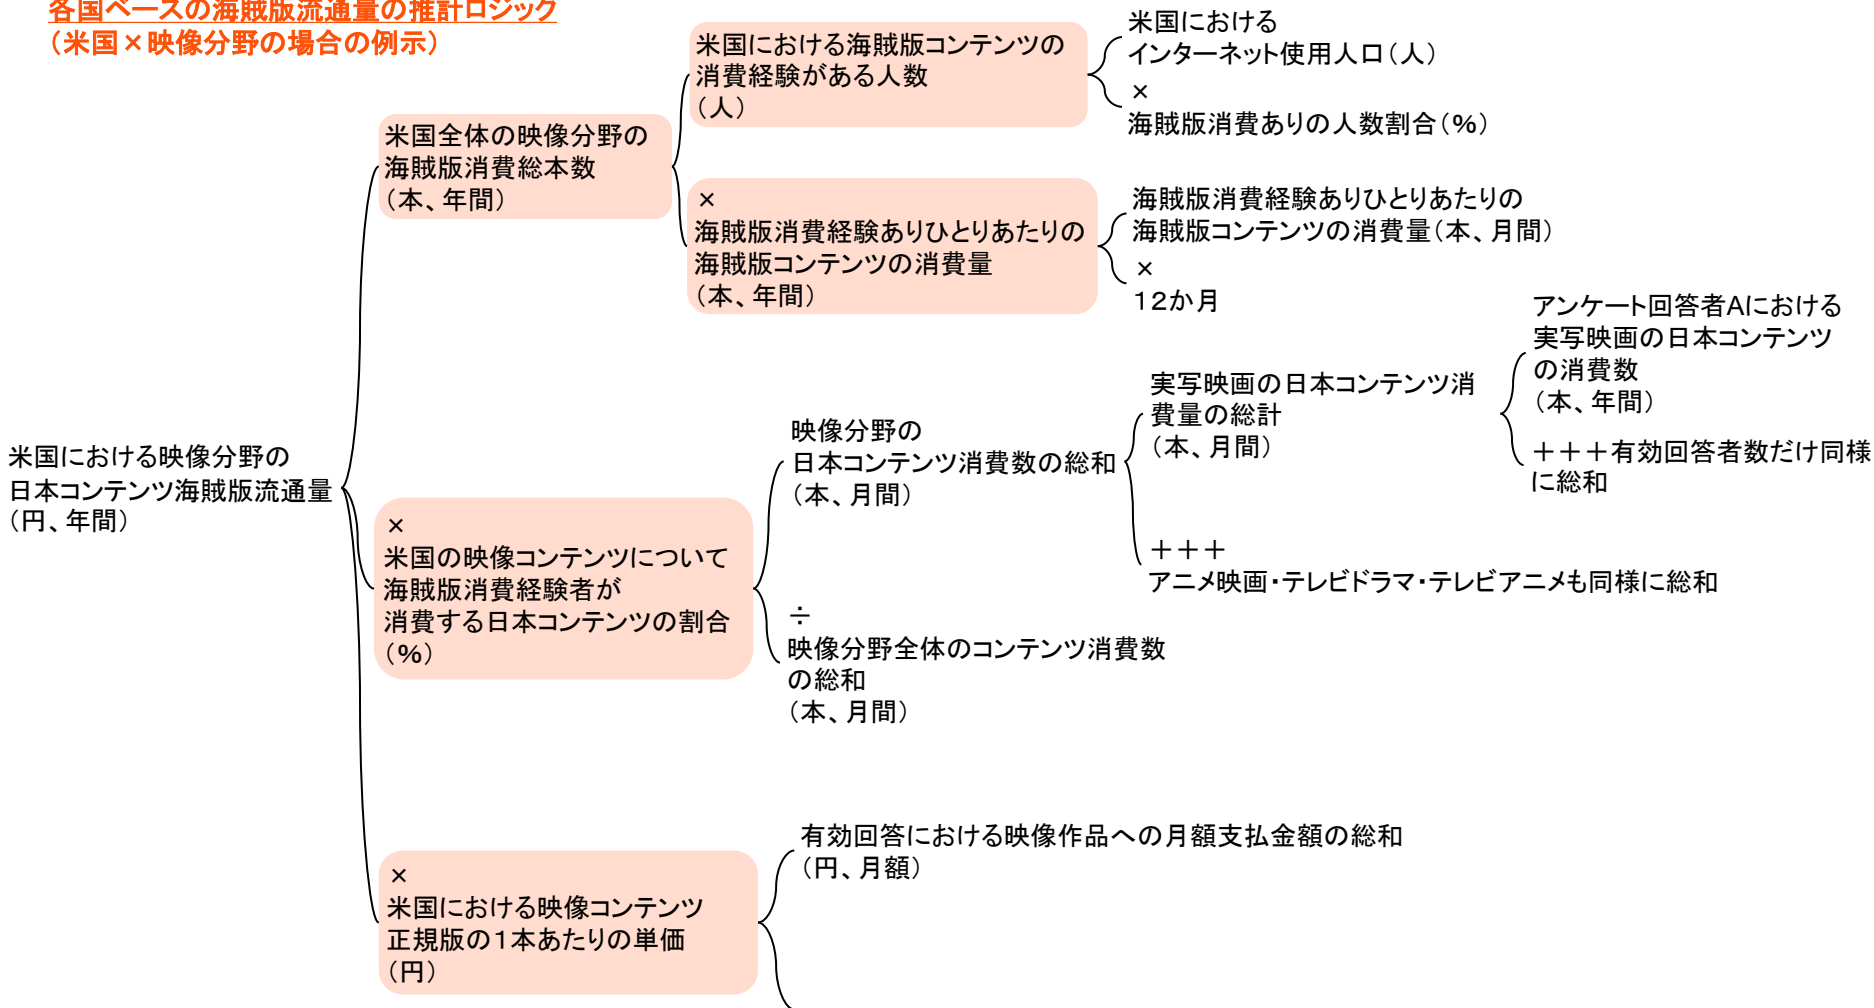 各国ベースの海賊版流通量の推計ロジック
（米国×映像分野の場合の例示）
米国における映像分野の
日本コンテンツ海賊版流通量
（円、年間）
米国全体の映像分野の
海賊版消費総本数
（本、年間）
米国における海賊版コンテンツの
消費経験がある人数
（人）
米国における
インターネット使用人口（人）
×
海賊版消費ありの人数割合（％）
×
海賊版消費経験ありひとりあたりの
海賊版コンテンツの消費量
（本、年間）
海賊版消費経験ありひとりあたりの
海賊版コンテンツの消費量（本、月間）
×
１２か月
×
米国の映像コンテンツについて
海賊版消費経験者が
消費する日本コンテンツの割合
（％）
映像分野の
日本コンテンツ消費数の総和
（本、月間）
実写映画の日本コンテンツ消
費量の総計
（本、月間）
アンケート回答者Aにおける
実写映画の日本コンテンツ
の消費数
（本、年間）
＋＋＋有効回答者数だけ同様
に総和
＋＋＋
アニメ映画・テレビドラマ・テレビアニメも同様に総和
÷
映像分野全体のコンテンツ消費数
の総和
（本、月間）
×
米国における映像コンテンツ
正規版の１本あたりの単価
（円）
有効回答における映像作品への月額支払金額の総和
（円、月額）